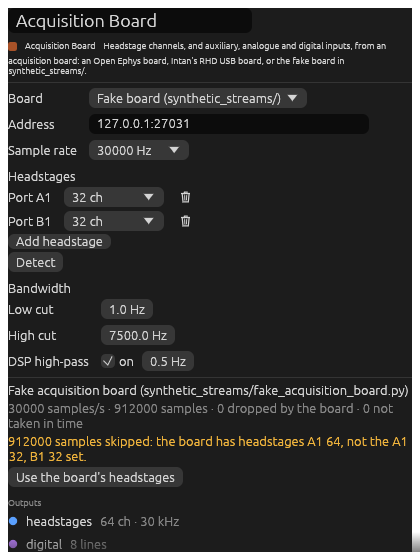 Acquisition Board
Acquisition Board Headstage channels, and auxiliary, analogue and digital inputs, from an
acquisition board: an Open Ephys board, Intan's RHD USB board, or the fake board in
synthetic_streams/.
Board Fake board (synthetic_streams/)
Address 127.0.0.1:27031
Sample rate 30000 Hz
Headstages
Port A1 32 ch
Port B1 32 ch
Add headstage
Detect
Bandwidth
Low cut 1.0 Hz
High cut 7500.0 Hz
DSP high-pass on 0.5 Hz
Fake acquisition board (synthetic_streams/fake_acquisition_board.py)
30000 samples/s · 912000 samples · 0 dropped by the board · 0 not
taken in time
912000 samples skipped: the board has headstages A1 64, not the A1
32, B1 32 set.
Use the board's headstages
Outputs
headstages 64 ch · 30 kHz
digital 8 lines